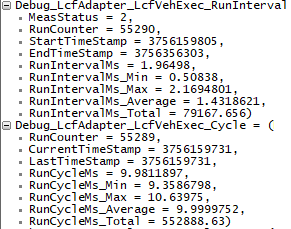 Debug_LcfAdapter_LcfVehExec_RunInterval
MeasStatus = 2,
RunCounter = 55290,
StartTimeStamp = 3756159805,
EndTimeStamp = 3756356303,
RunIntervalMs = 1.96498,
RunIntervalMs_Min = 0.50838,
RunIntervalMs_Max = 2.1694801,
RunIntervalMs_Average = 1.4318621,
RunIntervalMs_Total = 79167.656)
Debug_LcfAdapter_LcfVehExec_Cycle = (
RunCounter = 55289,
CurrentTimeStamp = 3756159731,
LastTimeStamp = 3756159731,
RunCycleMs = 9.9811897,
RunCycleMs_Min = 9.3586798,
RunCycleMs_Max = 10.63975,
RunCycleMs_Average = 9.9999752,
RunCycleMs_Total = 552888.63)